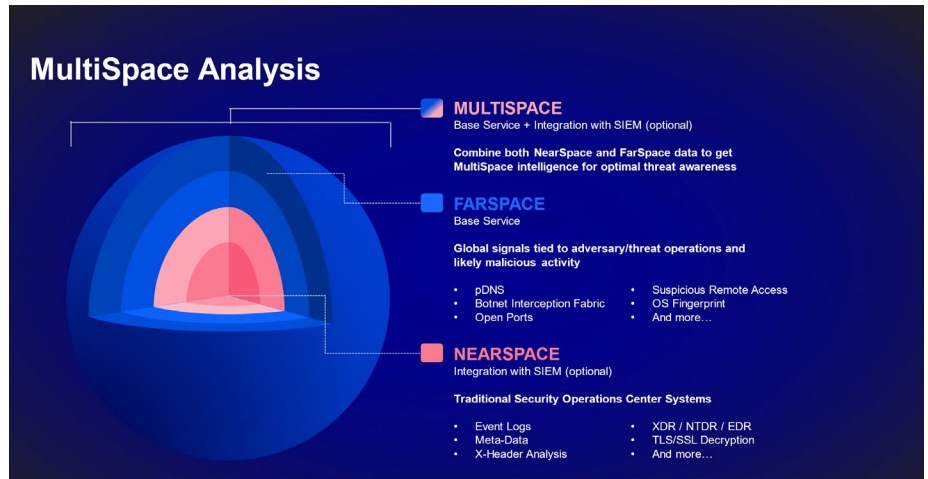 MultiSpace Analysis
MULTISPACE
Base Service + Integration with SIEM (optional)
Combine both NearSpace and FarSpace data to get
MultiSpace intelligence for optimal threat awareness
FARSPACE
Base Service
Global signals tied to adversary/threat operations and
likely malicious activity
• pDNS
• Botnet Interception Fabric
• Open Ports
• Suspicious Remote Access
• OS Fingerprint
• And more...
NEARSPACE
Integration with SIEM (optional)
Traditional Security Operations Center Systems
• Event Logs
• Meta-Data
• X-Header Analysis
• XDR / NTDR / EDR
• TLS/SSL Decryption
• And more...